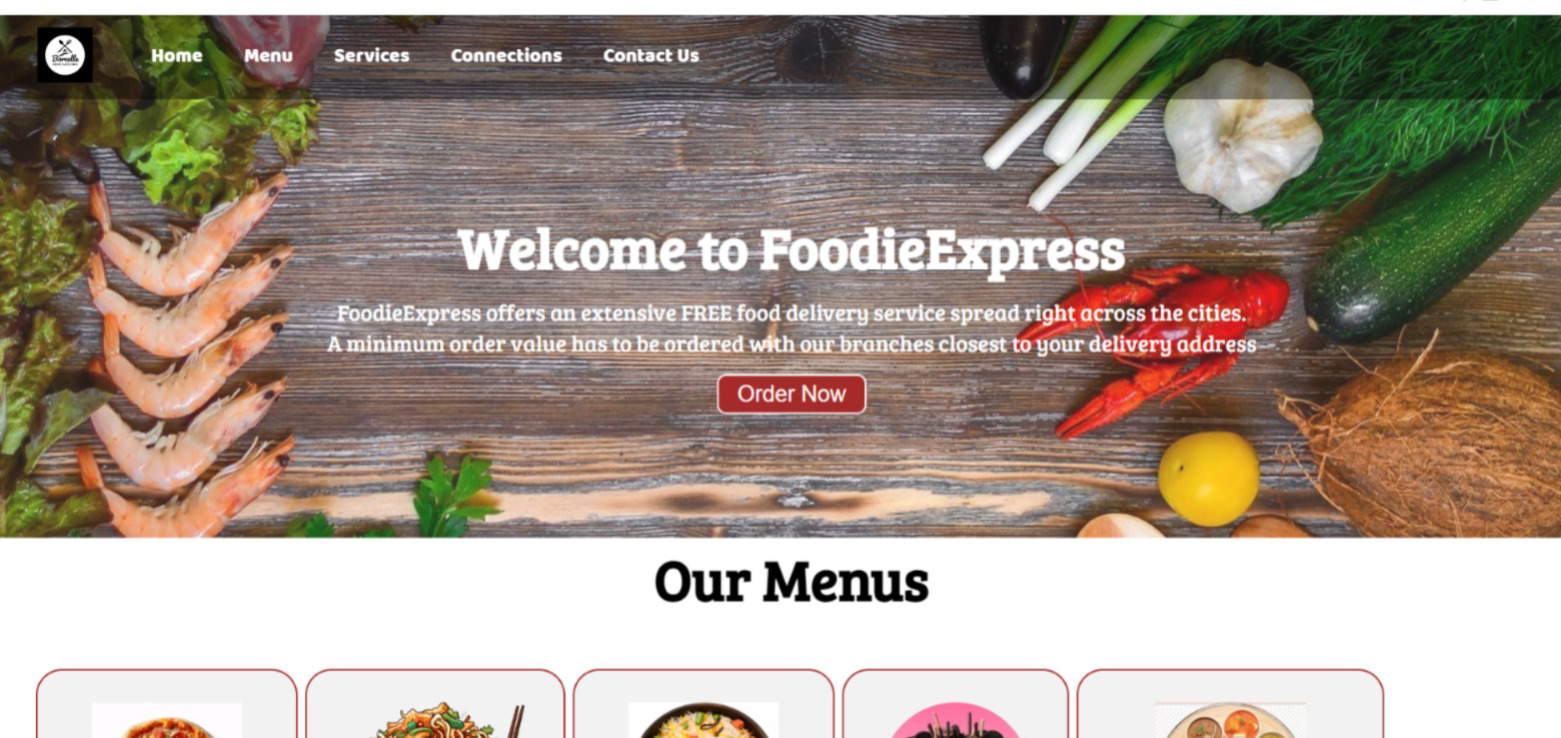 Borcelle
Home Menu Services Connections Contact Us
Welcome to FoodieExpress
FoodieExpress offers an extensive FREE food delivery service spread right across the cities.
A minimum order value has to be ordered with our branches closest to your delivery address
Order Now
Our Menus